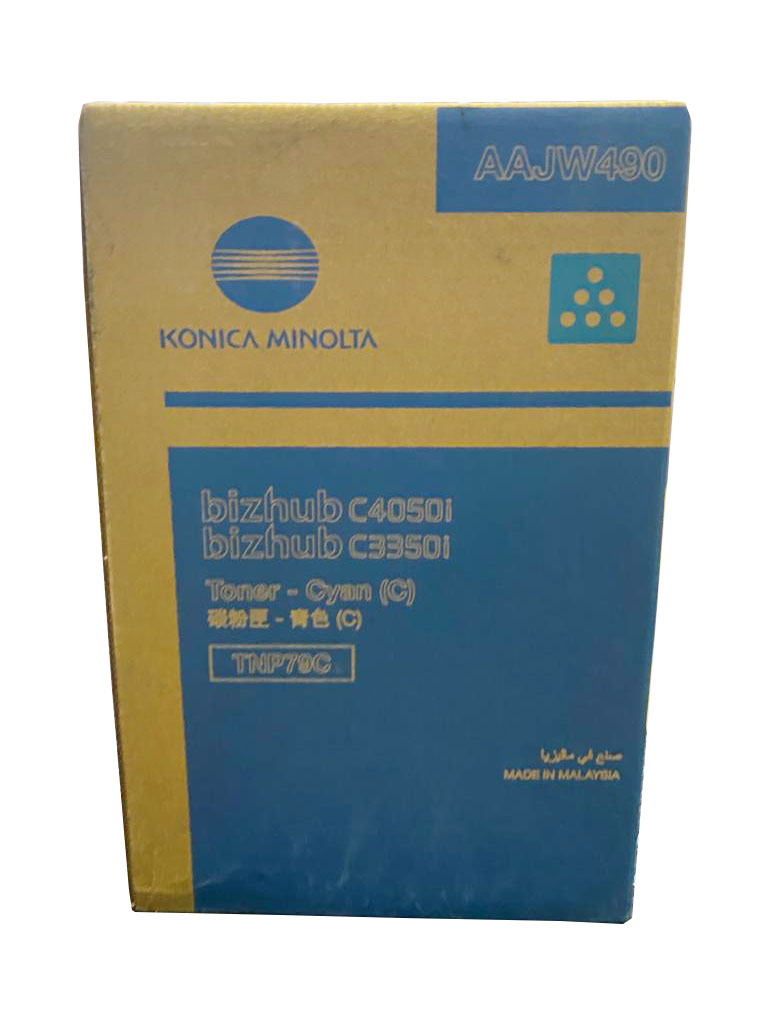 AAJW490
KONICA MINOLTA
bizhub C4050i
bizhub C3350i
Toner - Cyan (C)
碳粉匣 - 青色 (C)
TNP79C
صناع في ماليزيا
MADE IN MALAYSIA